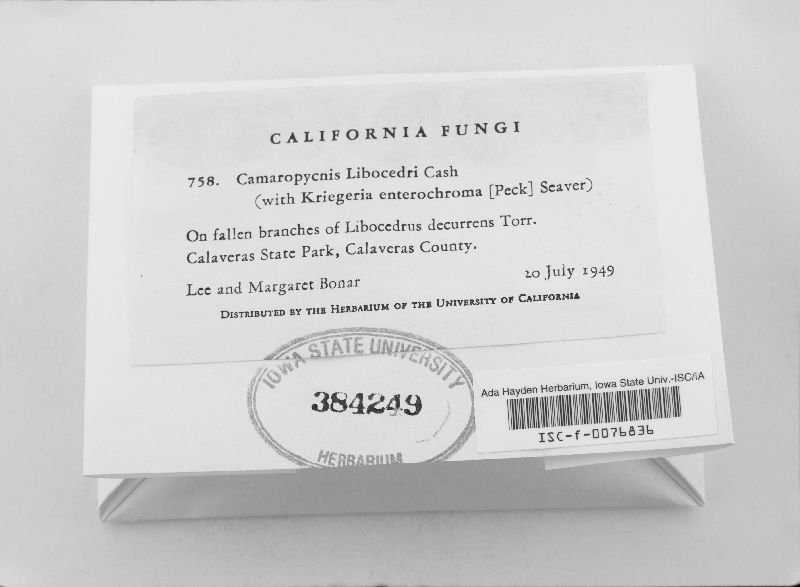 CALIFORNIA FUNGI
758. Camaropycnis Libocedri Cash
(with Kriegeria enterochroma [Peck] Seaver)
On fallen branches of Libocedrus decurrens Torr.
Calaveras State Park, Calaveras County.
Lee and Margaret Bonar 20 July 1949
DISTRIBUTED BY THE HERBARIUM OF THE UNIVERSITY OF CALIFORNIA
IOWA STATE UNIVERSITY
384249
HERBARIUM
Ada Hayden Herbarium, Iowa State Univ.-ISC/IA
ISC-f-0076836